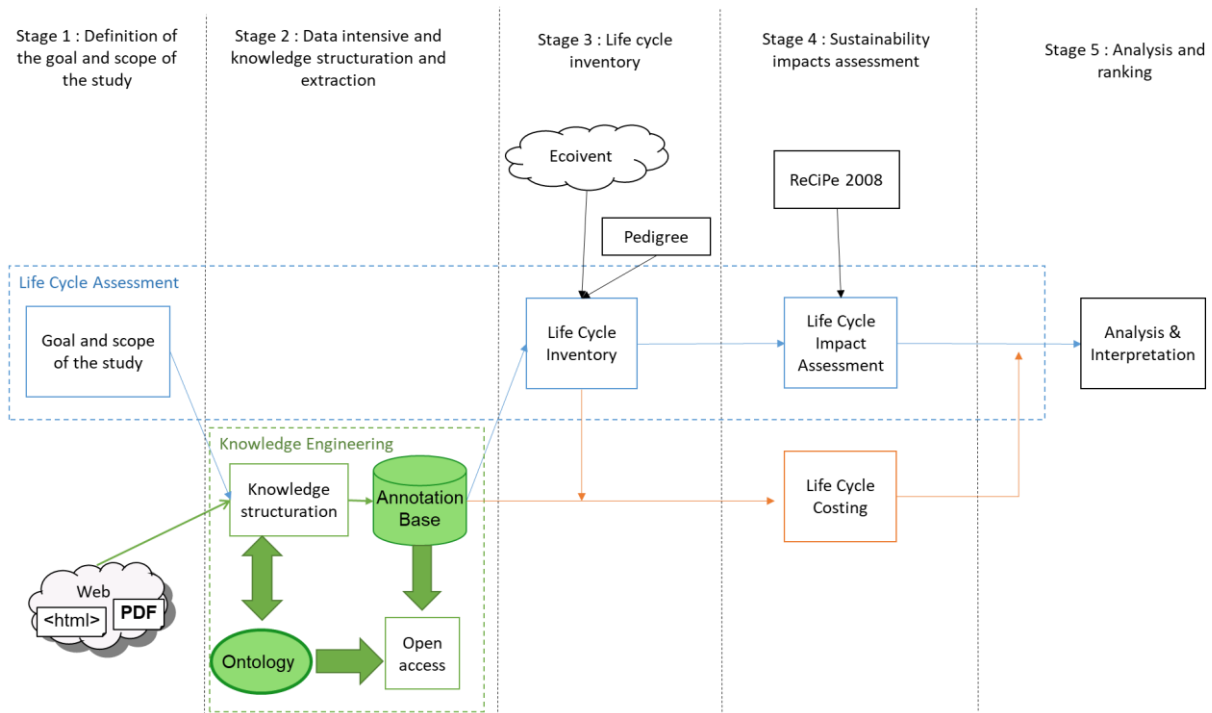 Stage 1 : Definition of
the goal and scope of
the study
Stage 2 : Data intensive and
knowledge structuration and
extraction
Stage 3 : Life cycle
inventory
Stage 4 : Sustainability
impacts assessment
Stage 5 : Analysis and
ranking
Ecoivent
ReCiPe 2008
Pedigree
Life Cycle Assessment
Goal and scope
of the study
Life Cycle
Inventory
Life Cycle
Impact
Assessment
Analysis &
Interpretation
Knowledge Engineering
Knowledge
structuration
Annotation
Base
Life Cycle
Costing
Web
<html>
PDF
Ontology
Open
access